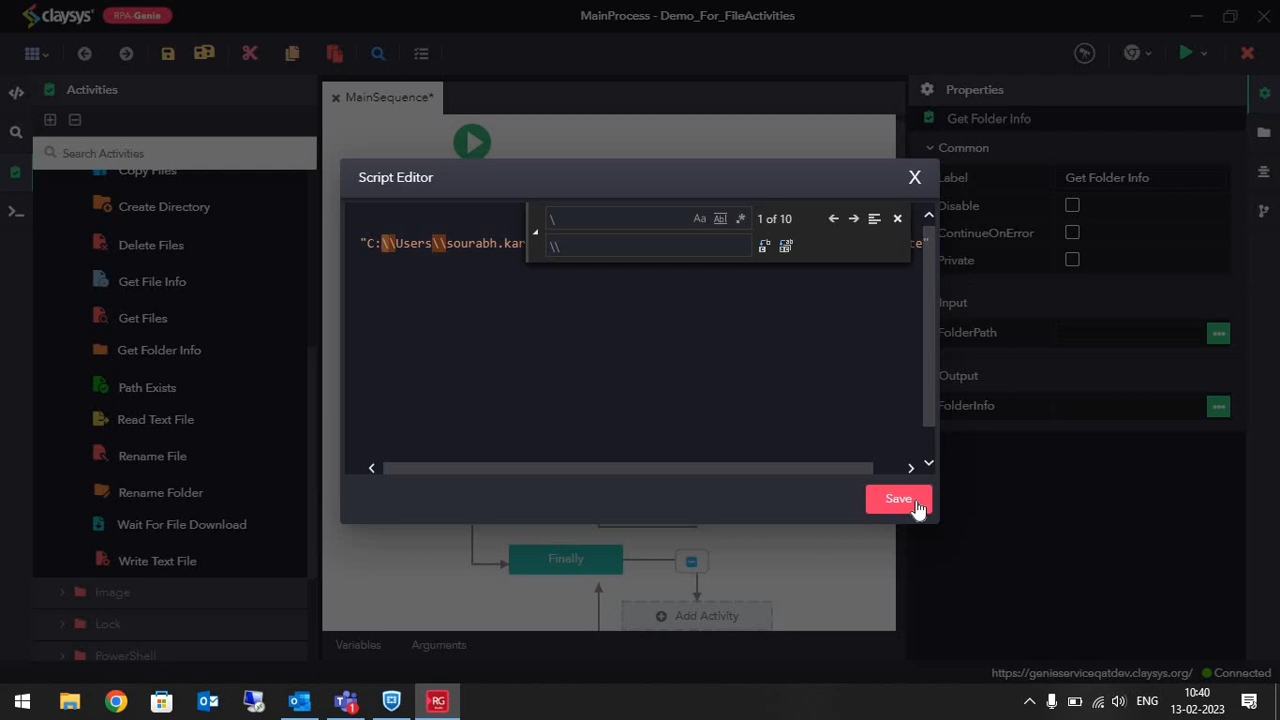 claysys RPA-Genie
MainProcess - Demo_For_FileActivities
Activities
MainSequence*
Properties
Get Folder Info
Search Activities
Common
Copy Files
Script Editor
X
Label Get Folder Info
Create Directory
Disable
\
Aa Abl .* 1 of 10
ContinueOnError
Delete Files
"C:\\Users\\sourabh.kar
te"
\\
Private
Get File Info
Input
Get Files
FolderPath
Get Folder Info
Output
Path Exists
FolderInfo
Read Text File
Rename File
Rename Folder
Save
Wait For File Download
Write Text File
Finally
Image
Add Activity
Lock
PowerShell
Variables Arguments
https://genieserviceqatdev.claysys.org/ Connected
RG
1
ENG
10:40
13-02-2023